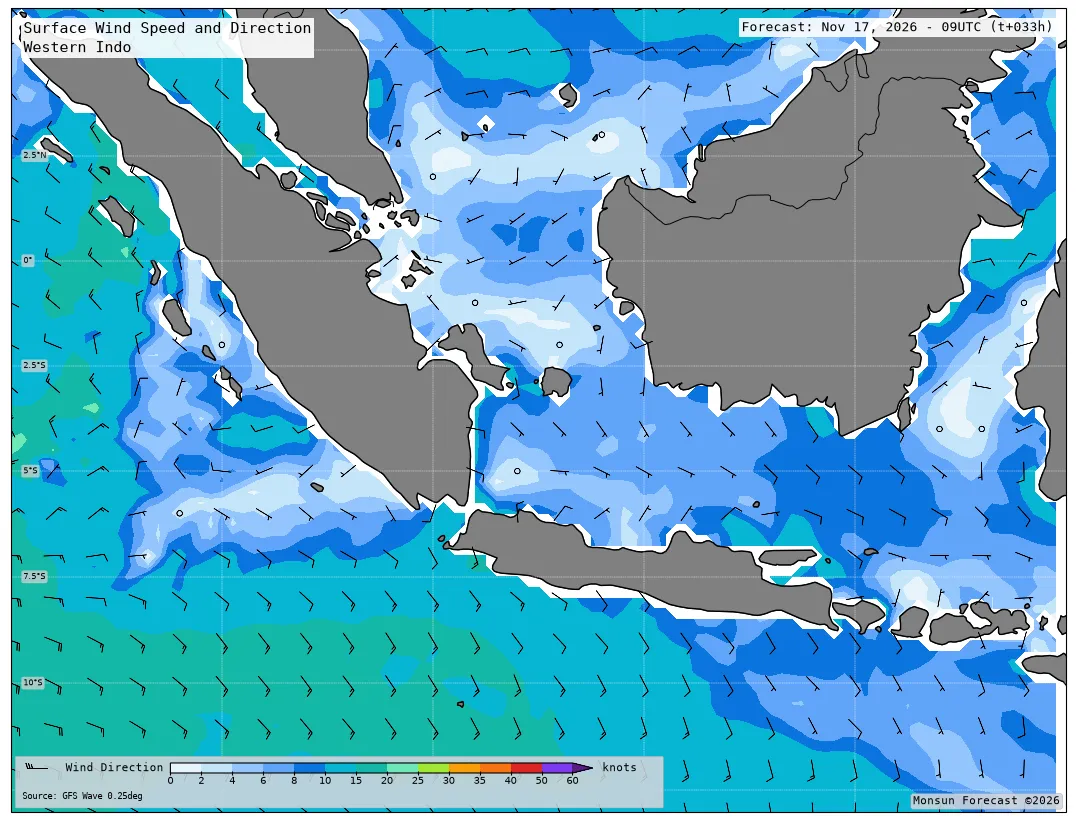 Surface Wind Speed and Direction
Western Indo
Forecast: Nov 17, 2026 - 09UTC (t+033h)
2.5°N
0°
2.5°S
5°S
7.5°S
10°S
Wind Direction
knots
0 2 4 6 8 10 15 20 25 30 35 40 50 60
Source: GFS Wave 0.25deg
Monsun Forecast ©2026